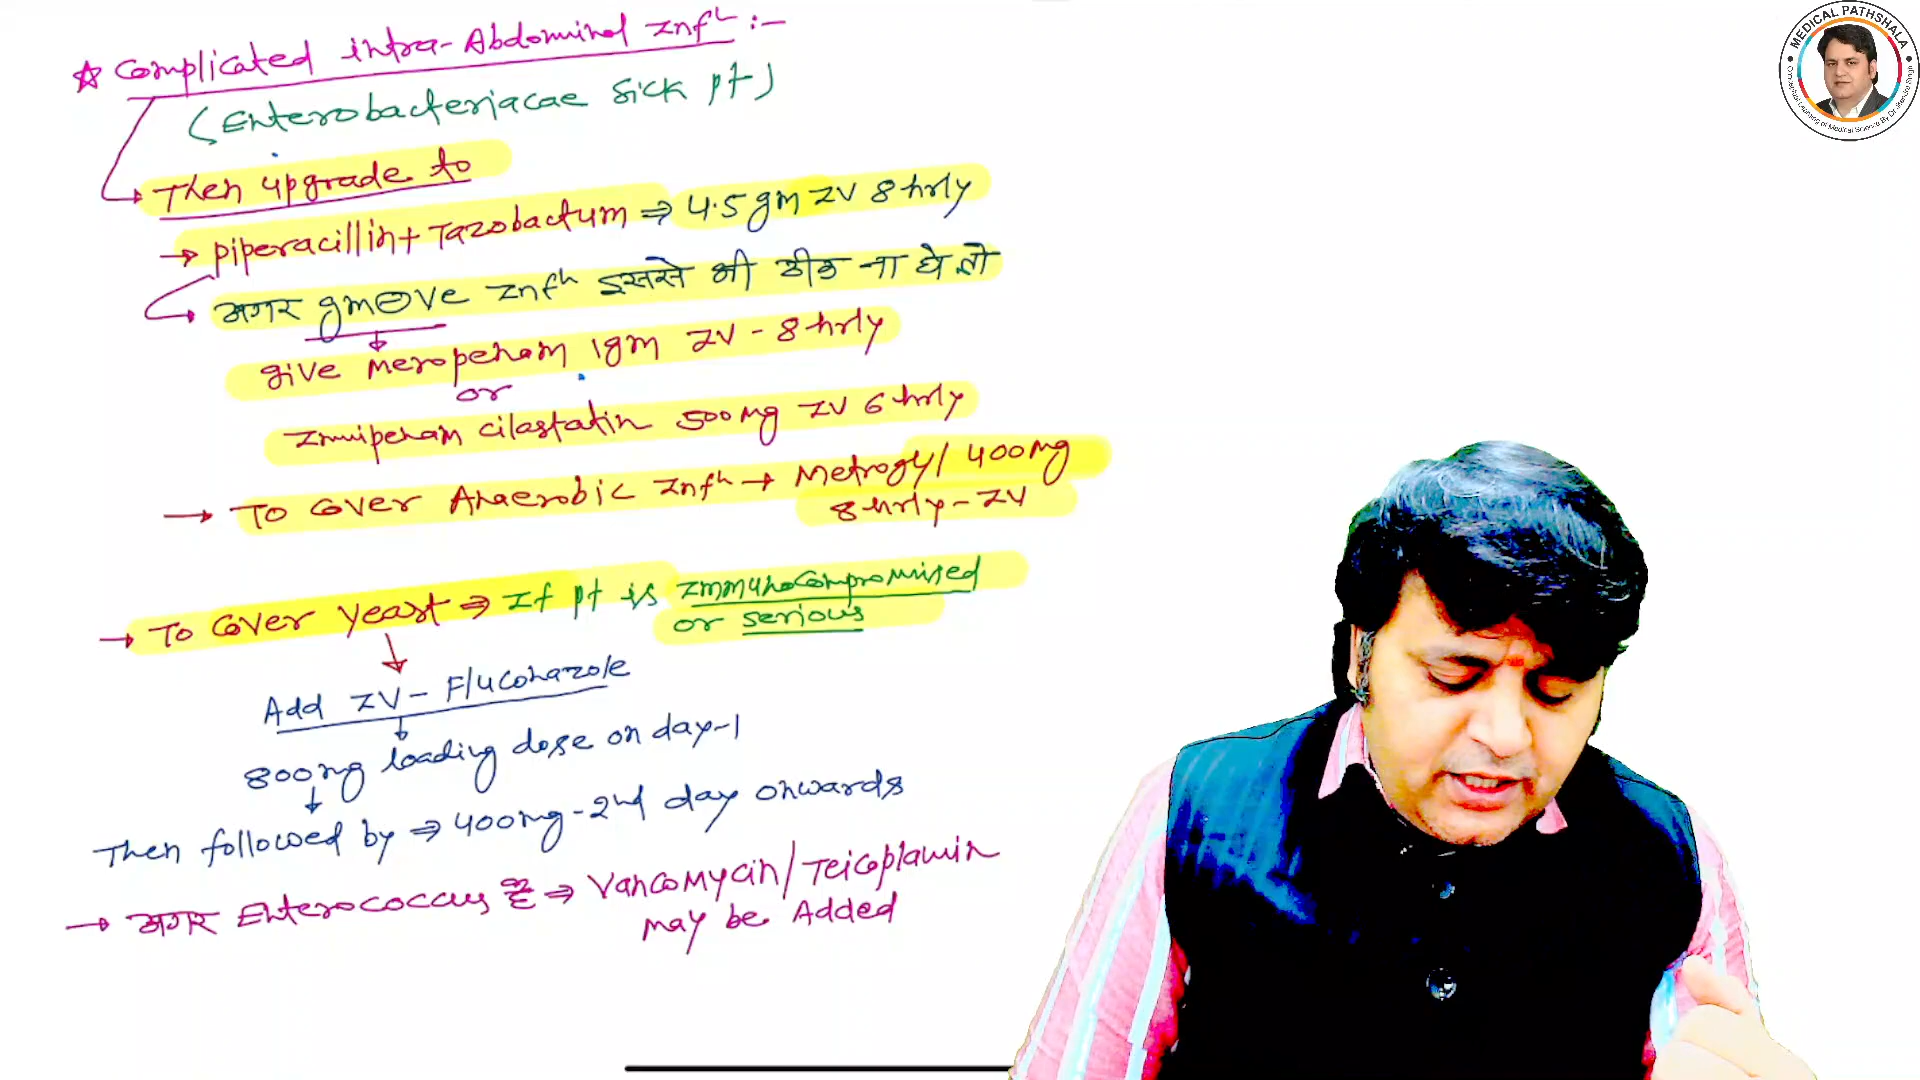 ☆ Complicated intra-Abdominal Infⁿ :-
(Enterobacteriacae sick pt)
Then upgrade to
→ piperacillin + Tazobactum ⇒ 4.5 gm IV 8 hrly
अगर gm⊖ve Infⁿ इससे भी ठीक ना हो तो
give meropenam 1gm IV - 8 hrly
or
Imipenam cilastatin 500mg IV 6 hrly
→ To cover Anaerobic Infⁿ → Metrogyl 400mg
8 hrly - IV
→ To cover yeast ⇒ If pt is Immunocompromised
or serious
Add IV - Fluconazole
800mg loading dose on day-1
Then followed by ⇒ 400mg - 2nd day onwards
→ अगर Enterococcus है ⇒ Vancomycin/Teicoplanin
may be Added
MEDICAL PATHSHALA